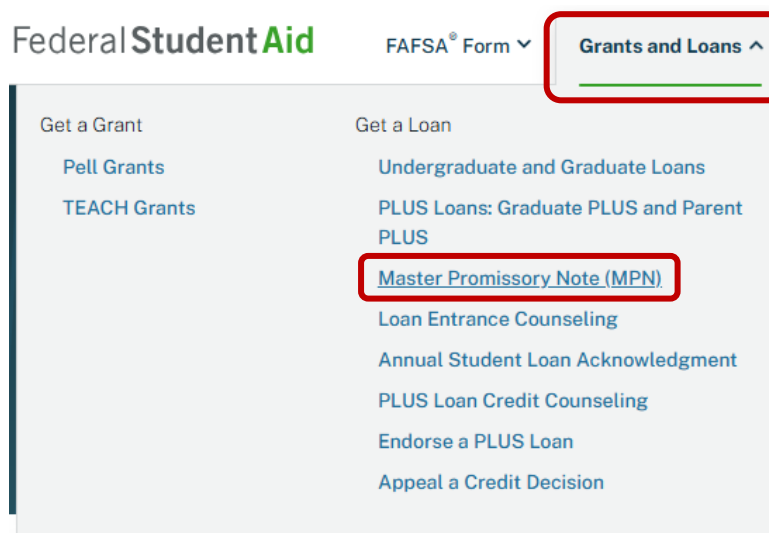 Federal Student Aid
FAFSA® Form
Grants and Loans
Get a Grant
Pell Grants
TEACH Grants
Get a Loan
Undergraduate and Graduate Loans
PLUS Loans: Graduate PLUS and Parent
PLUS
Master Promissory Note (MPN)
Loan Entrance Counseling
Annual Student Loan Acknowledgment
PLUS Loan Credit Counseling
Endorse a PLUS Loan
Appeal a Credit Decision